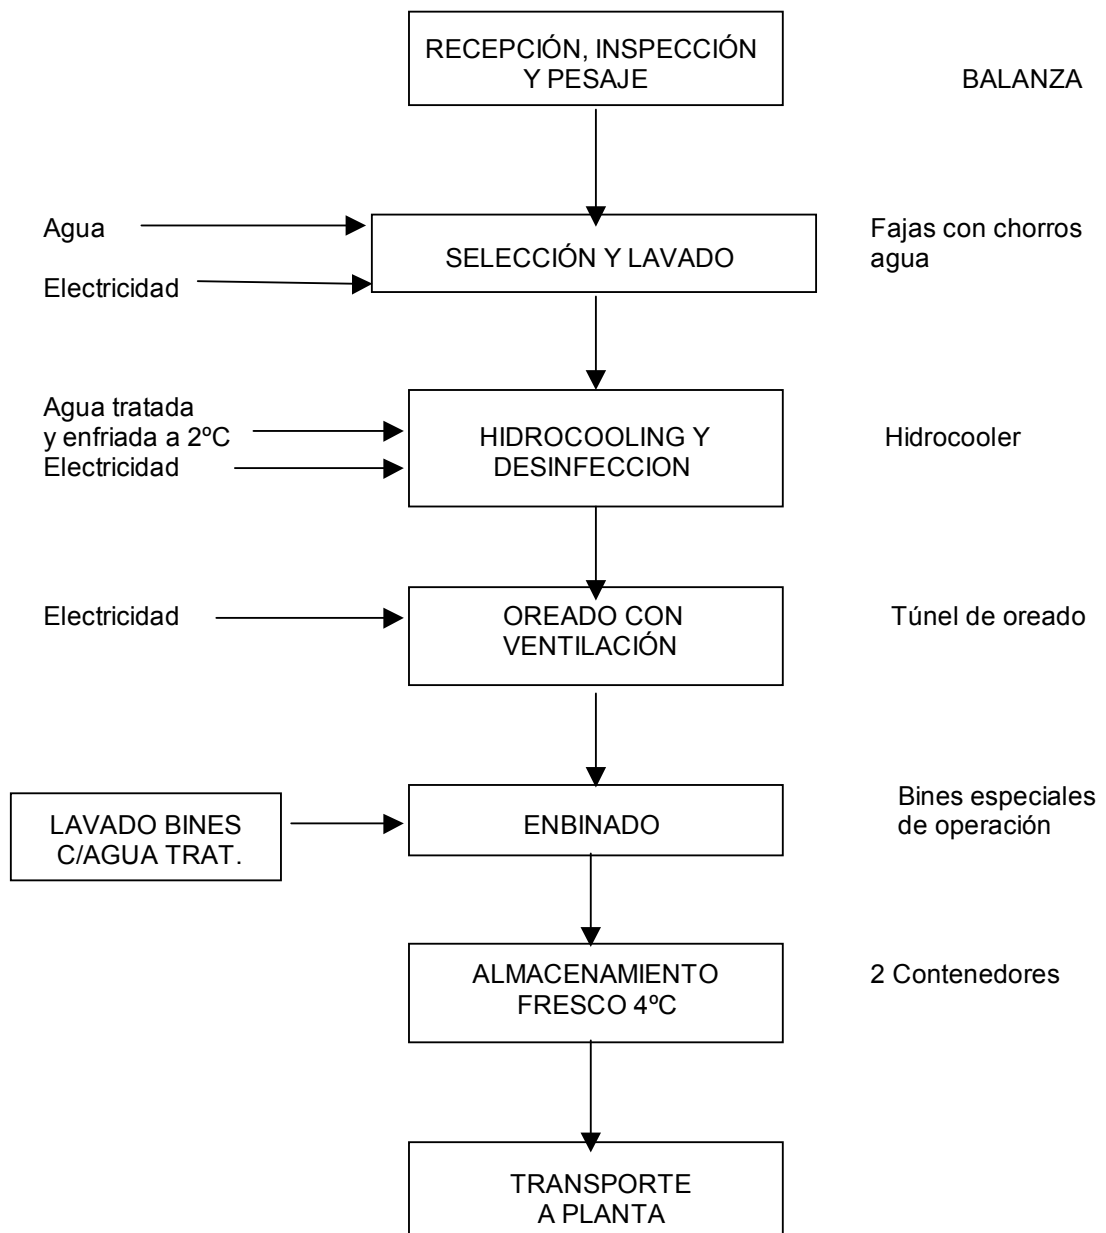 RECEPCIÓN, INSPECCIÓN
Y PESAJE
BALANZA
Agua
Electricidad
SELECCIÓN Y LAVADO
Fajas con chorros
agua
Agua tratada
y enfriada a 2ºC
Electricidad
HIDROCOOLING Y
DESINFECCION
Hidrocooler
Electricidad
OREADO CON
VENTILACIÓN
Túnel de oreado
LAVADO BINES
C/AGUA TRAT.
ENBINADO
Bines especiales
de operación
ALMACENAMIENTO
FRESCO 4ºC
2 Contenedores
TRANSPORTE
A PLANTA